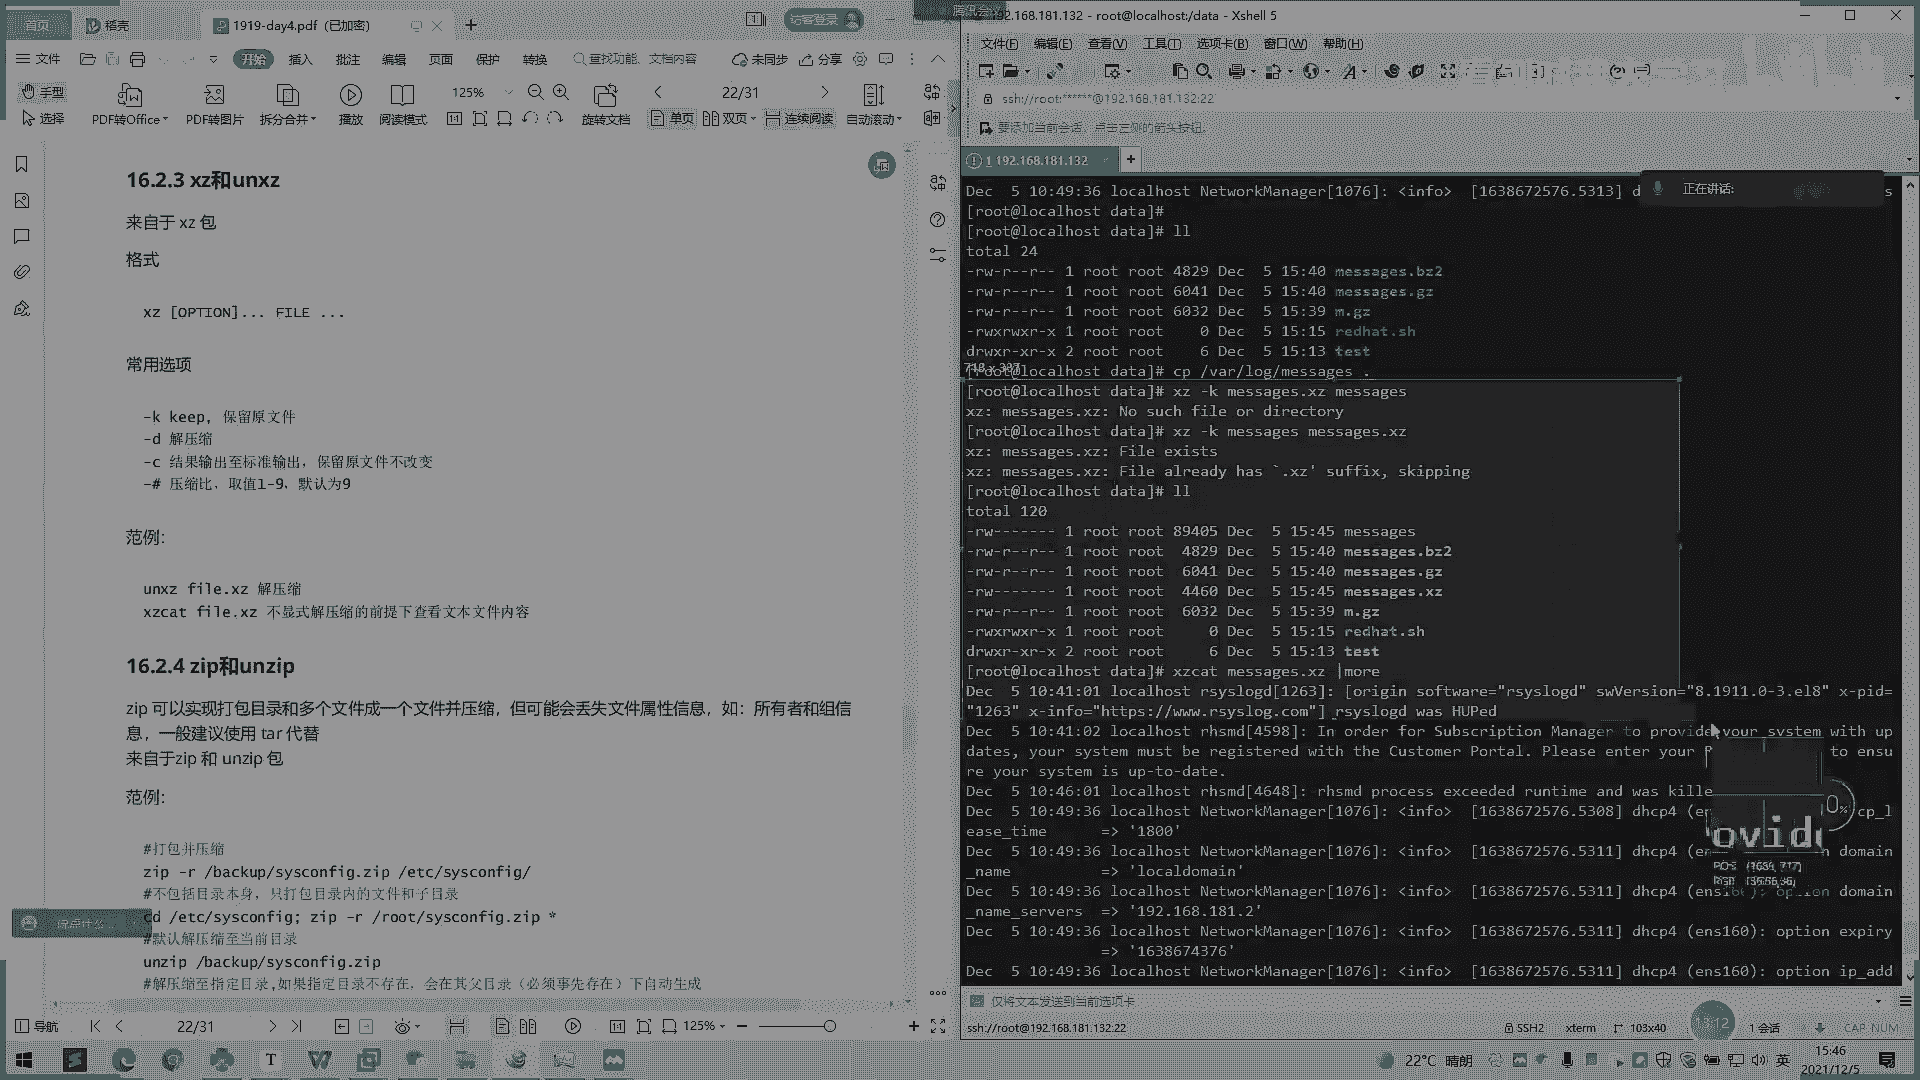 首页
稻壳
1919-day4.pdf (已加密)
访客登录
文件
开始
插入
批注
编辑
页面
保护
转换
查找功能、文档内容
未同步
分享
手型
选择
PDF转Office
PDF转图片
拆分合并
播放
阅读模式
125%
22/31
旋转文档
单页
双页
连续阅读
自动滚动
16.2.3 xz和unxz
来自于 xz 包
格式
xz [OPTION]... FILE ...
常用选项
-k keep, 保留原文件
-d 解压缩
-c 结果输出至标准输出，保留原文件不改变
-# 压缩比，取值1-9，默认为9
范例：
unxz file.xz 解压缩
xzcat file.xz 不显式解压缩的前提下查看文本文件内容
16.2.4 zip和unzip
zip 可以实现打包目录和多个文件成一个文件并压缩，但可能会丢失文件属性信息，如：所有者和组信
息，一般建议使用 tar 代替
来自于zip 和 unzip 包
范例：
#打包并压缩
zip -r /backup/sysconfig.zip /etc/sysconfig/
#不包括目录本身，只打包目录内的文件和子目录
cd /etc/sysconfig; zip -r /root/sysconfig.zip *
#默认解压缩至当前目录
unzip /backup/sysconfig.zip
#解压缩至指定目录,如果指定目录不存在，会在其父目录（必须事先存在）下自动生成
说点什么...
导航
22/31
125%
192.168.181.132 - root@localhost:/data - Xshell 5
文件(F) 编辑(E) 查看(V) 工具(T) 选项卡(B) 窗口(W) 帮助(H)
ssh://root:******@192.168.181.132:22
要添加当前会话，点击左侧的箭头按钮。
1 192.168.181.132
正在讲话:
Dec  5 10:49:36 localhost NetworkManager[1076]: <info>  [1638672576.5313] d
[root@localhost data]#
[root@localhost data]# ll
total 24
-rw-r--r-- 1 root root 4829 Dec  5 15:40 messages.bz2
-rw-r--r-- 1 root root 6041 Dec  5 15:40 messages.gz
-rw-r--r-- 1 root root 6032 Dec  5 15:39 m.gz
-rwxrwxr-x 1 root root    0 Dec  5 15:15 redhat.sh
drwxr-xr-x 2 root root    6 Dec  5 15:13 test
[root@localhost data]# cp /var/log/messages .
[root@localhost data]# xz -k messages.xz messages
xz: messages.xz: No such file or directory
[root@localhost data]# xz -k messages messages.xz
xz: messages.xz: File exists
xz: messages.xz: File already has `.xz' suffix, skipping
[root@localhost data]# ll
total 120
-rw------- 1 root root 89405 Dec  5 15:45 messages
-rw-r--r-- 1 root root  4829 Dec  5 15:40 messages.bz2
-rw-r--r-- 1 root root  6041 Dec  5 15:40 messages.gz
-rw------- 1 root root  4460 Dec  5 15:45 messages.xz
-rw-r--r-- 1 root root  6032 Dec  5 15:39 m.gz
-rwxrwxr-x 1 root root     0 Dec  5 15:15 redhat.sh
drwxr-xr-x 2 root root     6 Dec  5 15:13 test
[root@localhost data]# xzcat messages.xz |more
Dec  5 10:41:01 localhost rsyslogd[1263]: [origin software="rsyslogd" swVersion="8.1911.0-3.el8" x-pid=
"1263" x-info="https://www.rsyslog.com"] rsyslogd was HUPed
Dec  5 10:41:02 localhost rhsmd[4598]: In order for Subscription Manager to provide your system with up
dates, your system must be registered with the Customer Portal. Please enter your to ensu
re your system is up-to-date.
Dec  5 10:46:01 localhost rhsmd[4648]: rhsmd process exceeded runtime and was kille
Dec  5 10:49:36 localhost NetworkManager[1076]: <info>  [1638672576.5308] dhcp4 (en cp_l
ease_time      => '1800'
Dec  5 10:49:36 localhost NetworkManager[1076]: <info>  [1638672576.5311] dhcp4 (en domain
_name          => 'localdomain'
Dec  5 10:49:36 localhost NetworkManager[1076]: <info>  [1638672576.5311] dhcp4 (ens160): option domain
_name_servers  => '192.168.181.2'
Dec  5 10:49:36 localhost NetworkManager[1076]: <info>  [1638672576.5311] dhcp4 (ens160): option expiry
               => '1638674376'
Dec  5 10:49:36 localhost NetworkManager[1076]: <info>  [1638672576.5311] dhcp4 (ens160): option ip_add
仅将文本发送到当前选项卡
ssh://root@192.168.181.132:22
SSH2
xterm
103x40
13:12
1 会话
CAP NUM
22°C 晴朗
英
15:46
2021/12/5